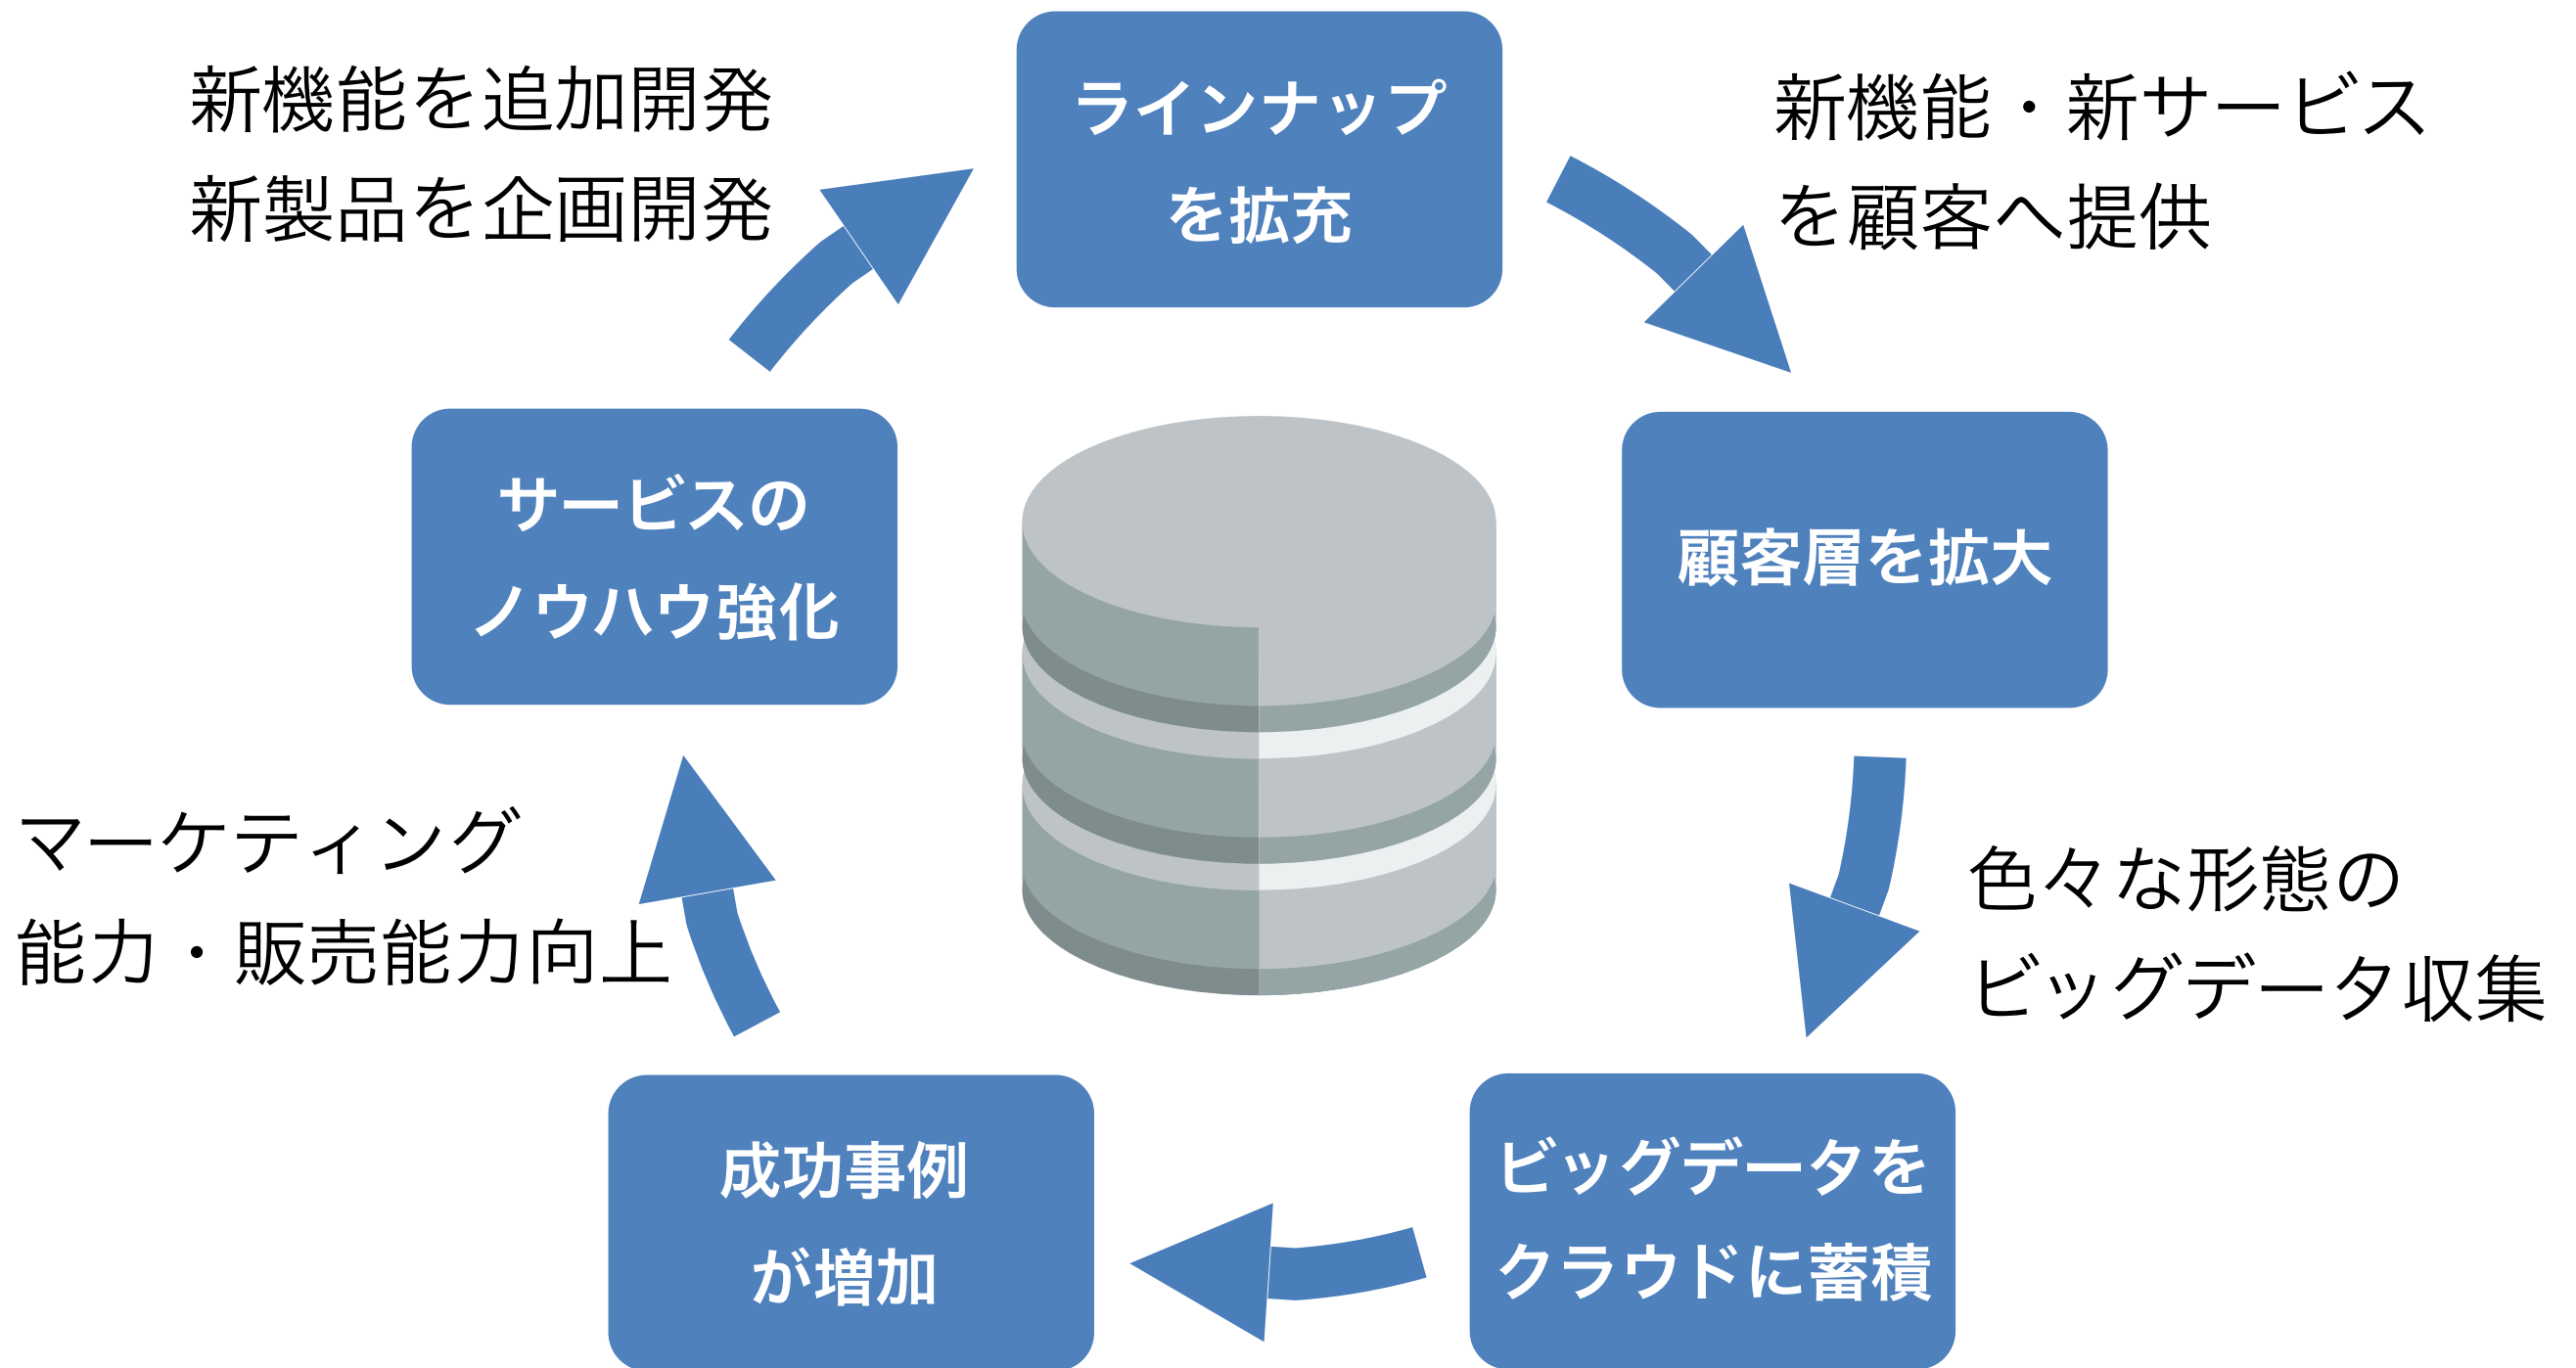 新機能を追加開発
新製品を企画開発
ラインナップ
を拡充
新機能・新サービス
を顧客へ提供
サービスの
ノウハウ強化
顧客層を拡大
マーケティング
能力・販売能力向上
色々な形態の
ビッグデータ収集
成功事例
が増加
ビッグデータを
クラウドに蓄積